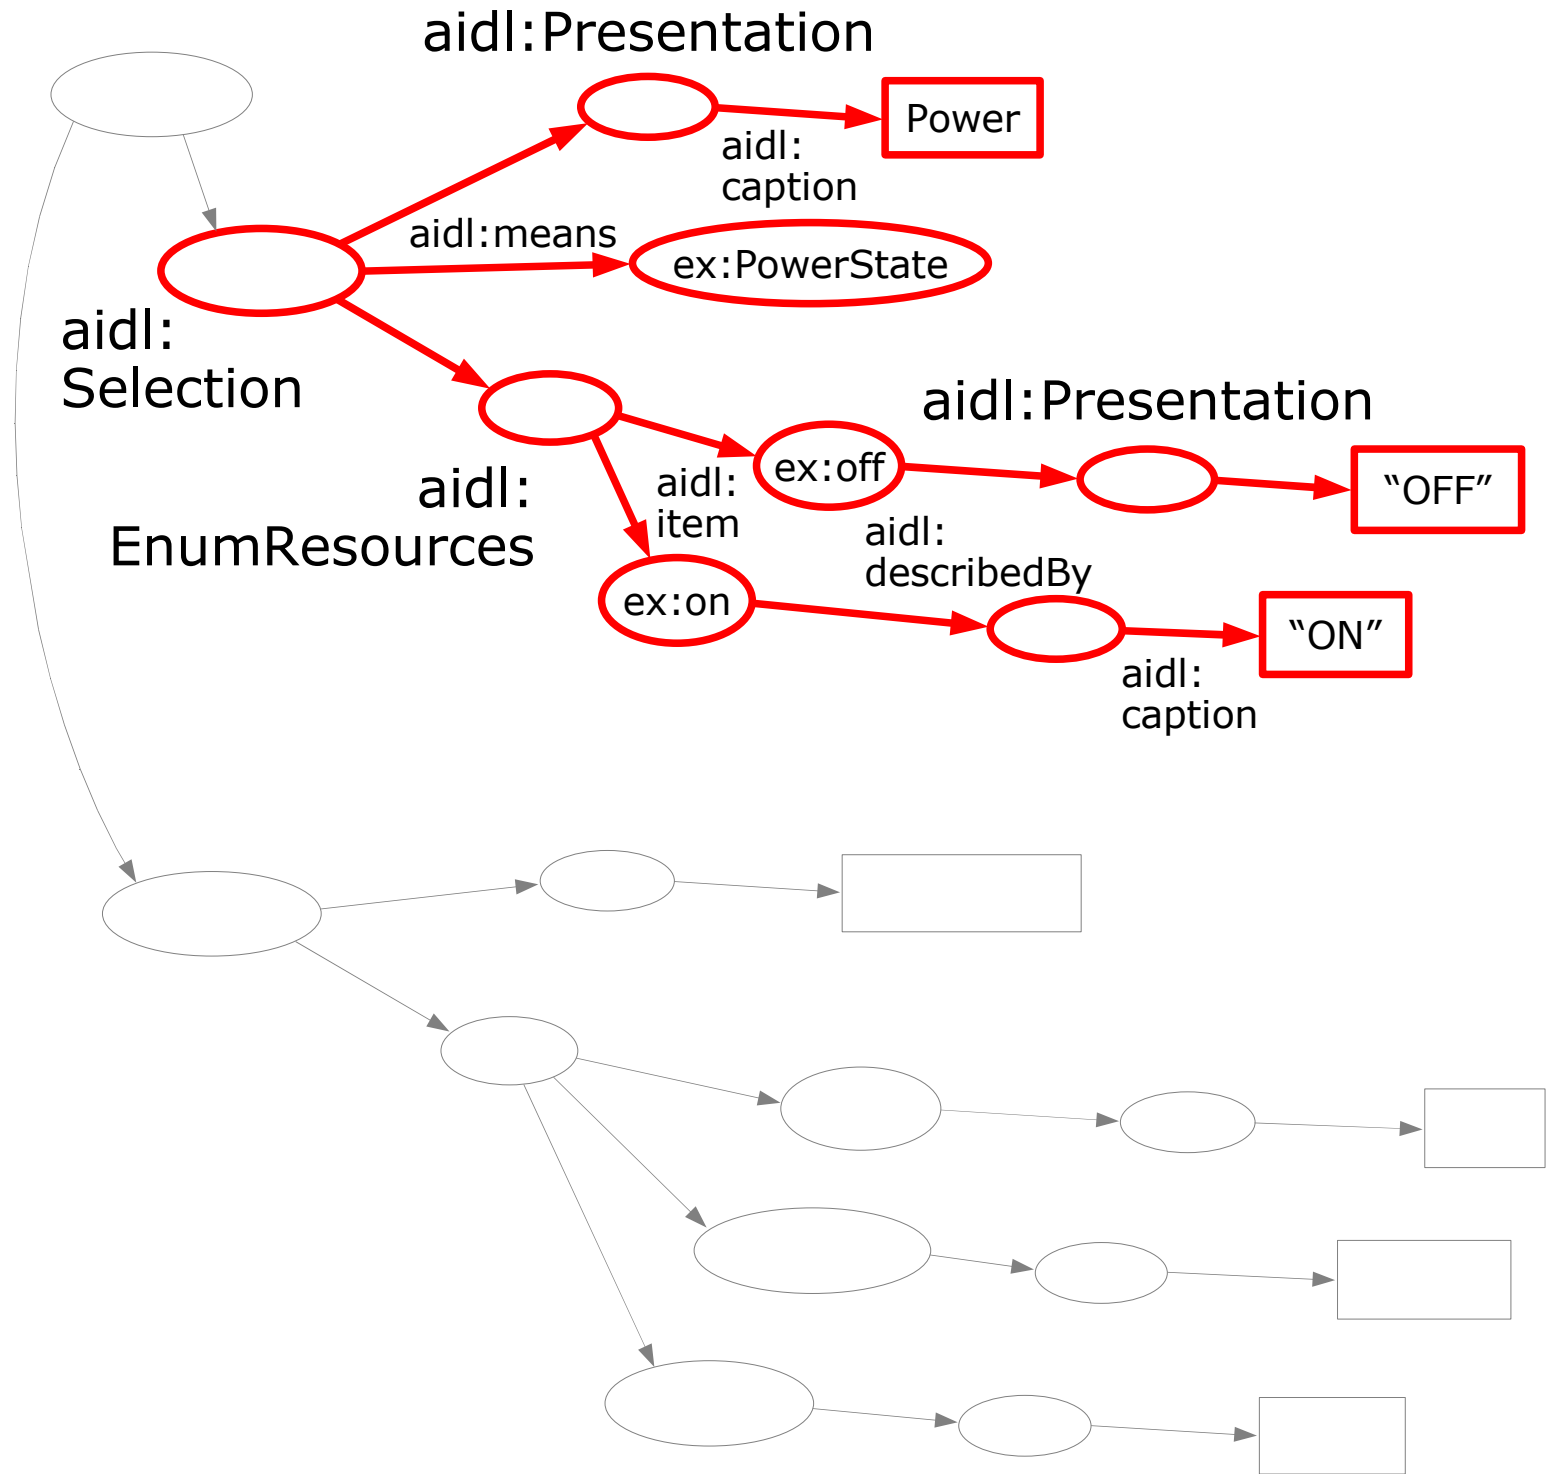 aidl:Presentation
Power
aidl:
caption
aidl:means
ex:PowerState
aidl:
Selection
aidl:Presentation
ex:off
“OFF”
aidl:
EnumResources
aidl:
item
aidl:
describedBy
ex:on
“ON”
aidl:
caption